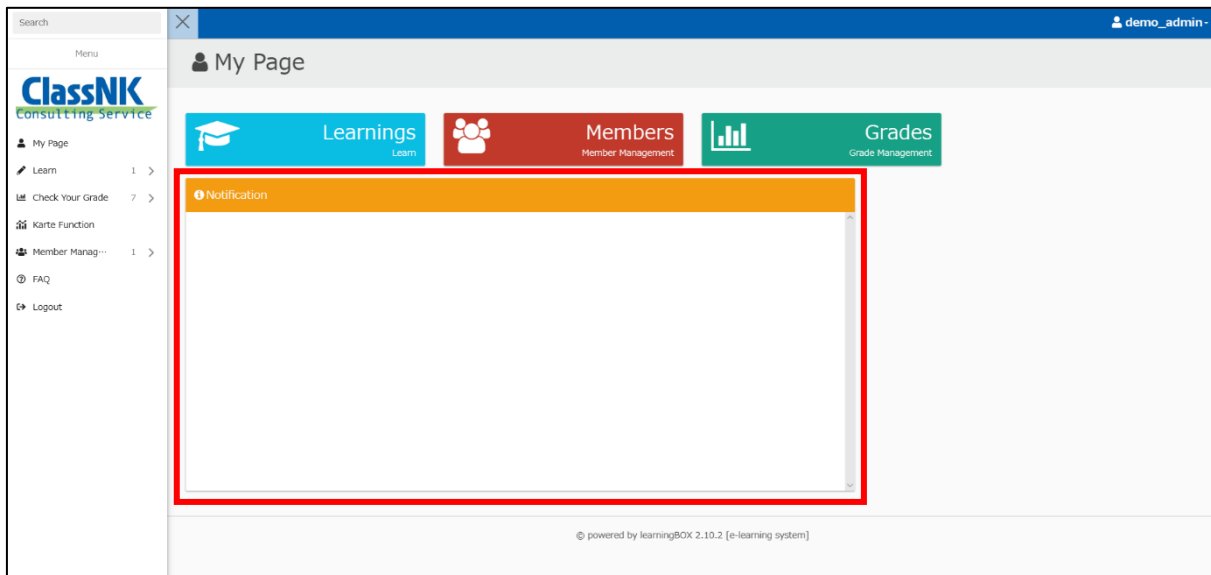 Search
demo_admin
Menu
My Page
ClassNK
Consulting Service
Learnings
Learn
Members
Member Management
Grades
Grade Management
My Page
Learn 1
Check Your Grade 7
Karte Function
Member Manag… 1
FAQ
Logout
Notification
© powered by learningBOX 2.10.2 [e-learning system]